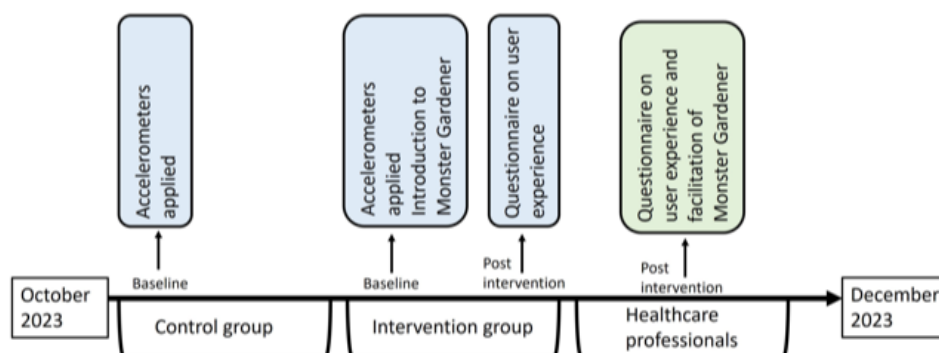 Accelerometers
applied
Accelerometers
applied
Introduction to
Monster Gardener
Questionnaire on user
experience
Questionnaire on
user experience and
facilitation of
Monster Gardener
Baseline
Baseline
Post
intervention
Post
intervention
October
2023
Control group
Intervention group
Healthcare
professionals
December
2023